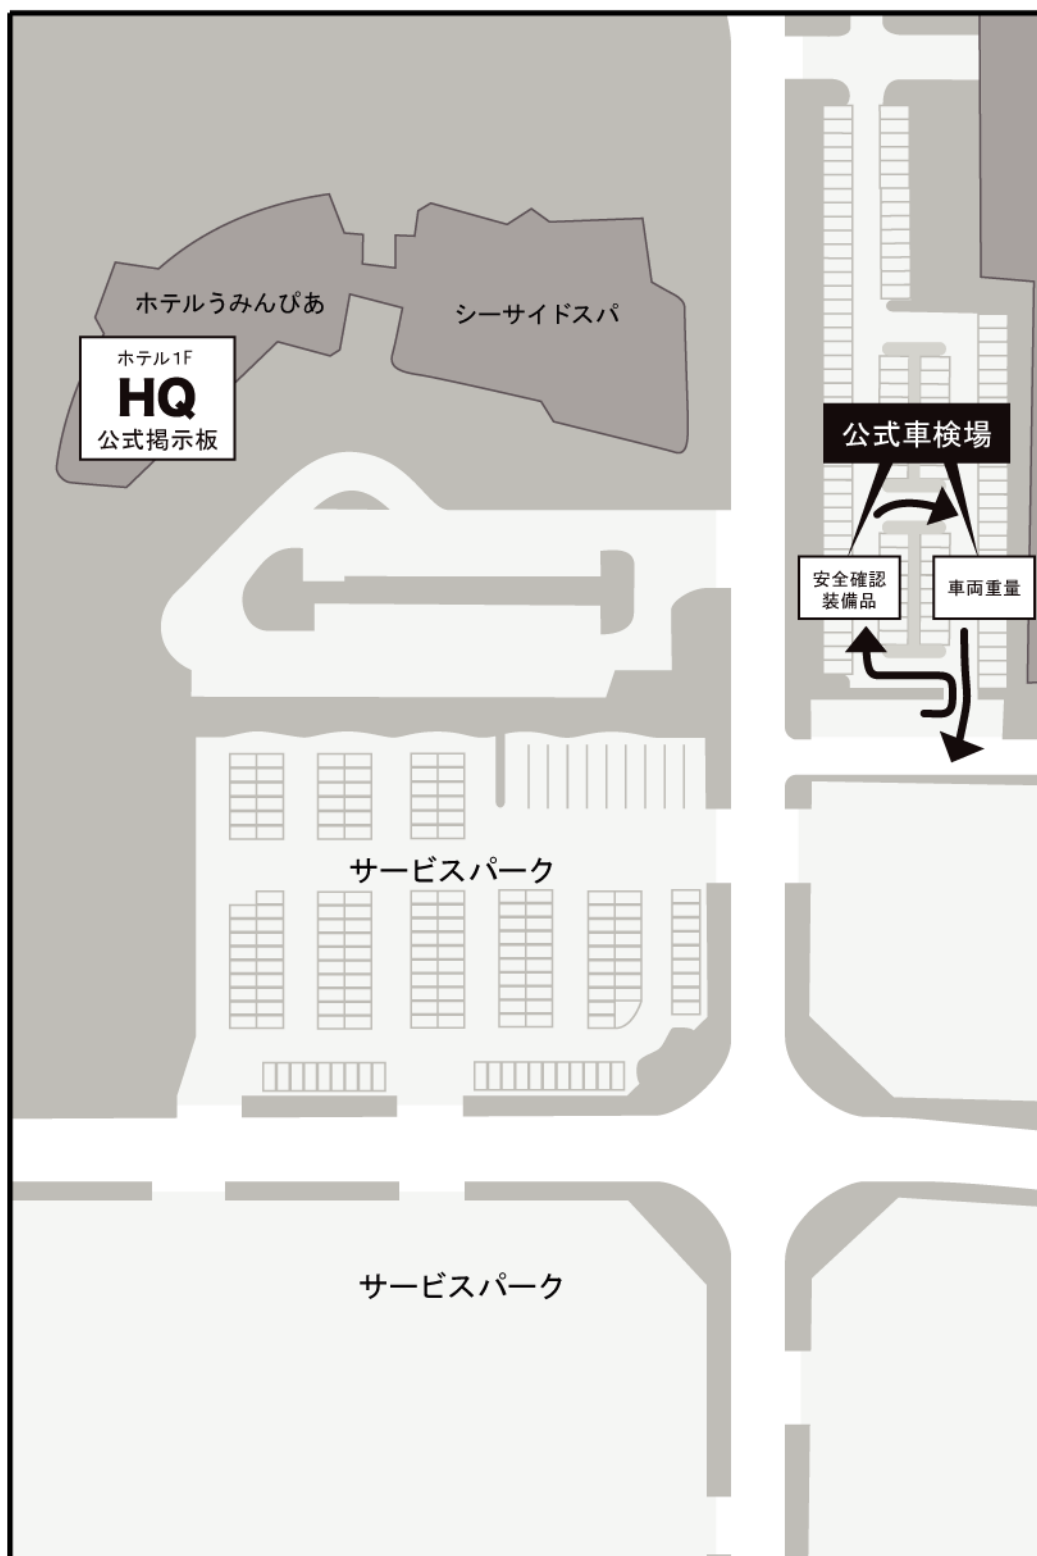 ホテルうみんぴあ
シーサイドスパ
ホテル1F
HQ
公式掲示板
公式車検場
安全確認
装備品
車両重量
サービスパーク
サービスパーク